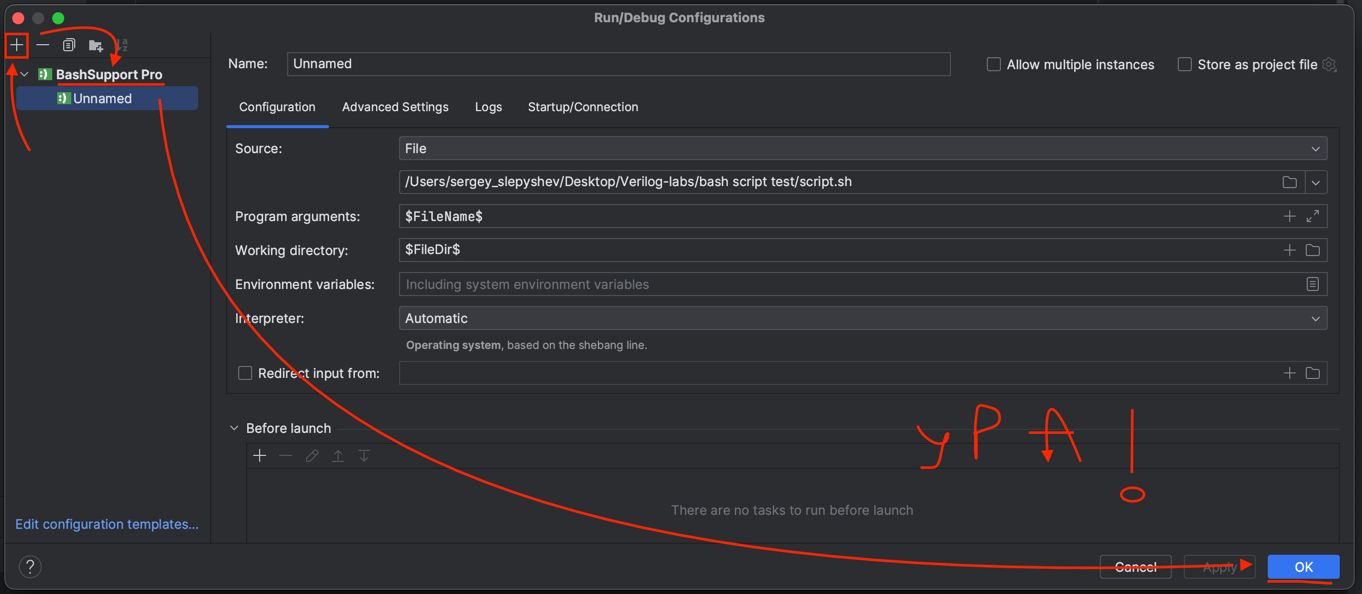 Run/Debug Configurations
BashSupport Pro
Unnamed
Edit configuration templates...
Name: Unnamed
Allow multiple instances
Store as project file
Configuration Advanced Settings Logs Startup/Connection
Source: File
/Users/sergey_slepyshev/Desktop/Verilog-labs/bash script test/script.sh
Program arguments: $FileName$
Working directory: $FileDir$
Environment variables: Including system environment variables
Interpreter: Automatic
Operating system, based on the shebang line.
Redirect input from:
Before launch
уРА!
There are no tasks to run before launch
? Cancel Apply OK